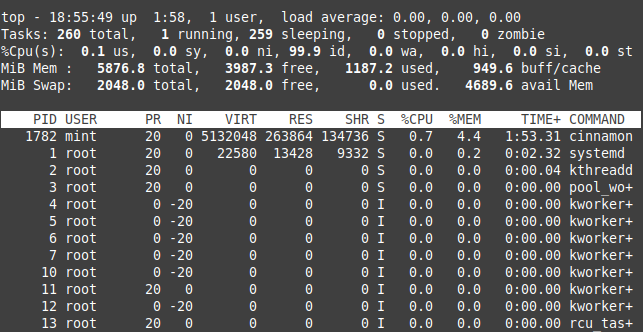 top - 18:55:49 up  1:58,  1 user,  load average: 0.00, 0.00, 0.00
Tasks: 260 total,   1 running, 259 sleeping,   0 stopped,   0 zombie
%Cpu(s):  0.1 us,  0.0 sy,  0.0 ni, 99.9 id,  0.0 wa,  0.0 hi,  0.0 si,  0.0 st
MiB Mem :   5876.8 total,   3987.3 free,   1187.2 used,    949.6 buff/cache
MiB Swap:   2048.0 total,   2048.0 free,      0.0 used.   4689.6 avail Mem
PID USER      PR  NI    VIRT    RES    SHR S  %CPU  %MEM     TIME+ COMMAND
1782 mint      20   0 5132048 263864 134736 S   0.7   4.4   1:53.31 cinnamon
1 root      20   0   22580  13428   9332 S   0.0   0.2   0:02.32 systemd
2 root      20   0       0      0      0 S   0.0   0.0   0:00.04 kthreadd
3 root      20   0       0      0      0 S   0.0   0.0   0:00.00 pool_wo+
4 root       0 -20       0      0      0 I   0.0   0.0   0:00.00 kworker+
5 root       0 -20       0      0      0 I   0.0   0.0   0:00.00 kworker+
6 root       0 -20       0      0      0 I   0.0   0.0   0:00.00 kworker+
7 root       0 -20       0      0      0 I   0.0   0.0   0:00.00 kworker+
10 root       0 -20       0      0      0 I   0.0   0.0   0:00.00 kworker+
11 root      20   0       0      0      0 I   0.0   0.0   0:00.00 kworker+
12 root       0 -20       0      0      0 I   0.0   0.0   0:00.00 kworker+
13 root      20   0       0      0      0 I   0.0   0.0   0:00.00 rcu_tas+